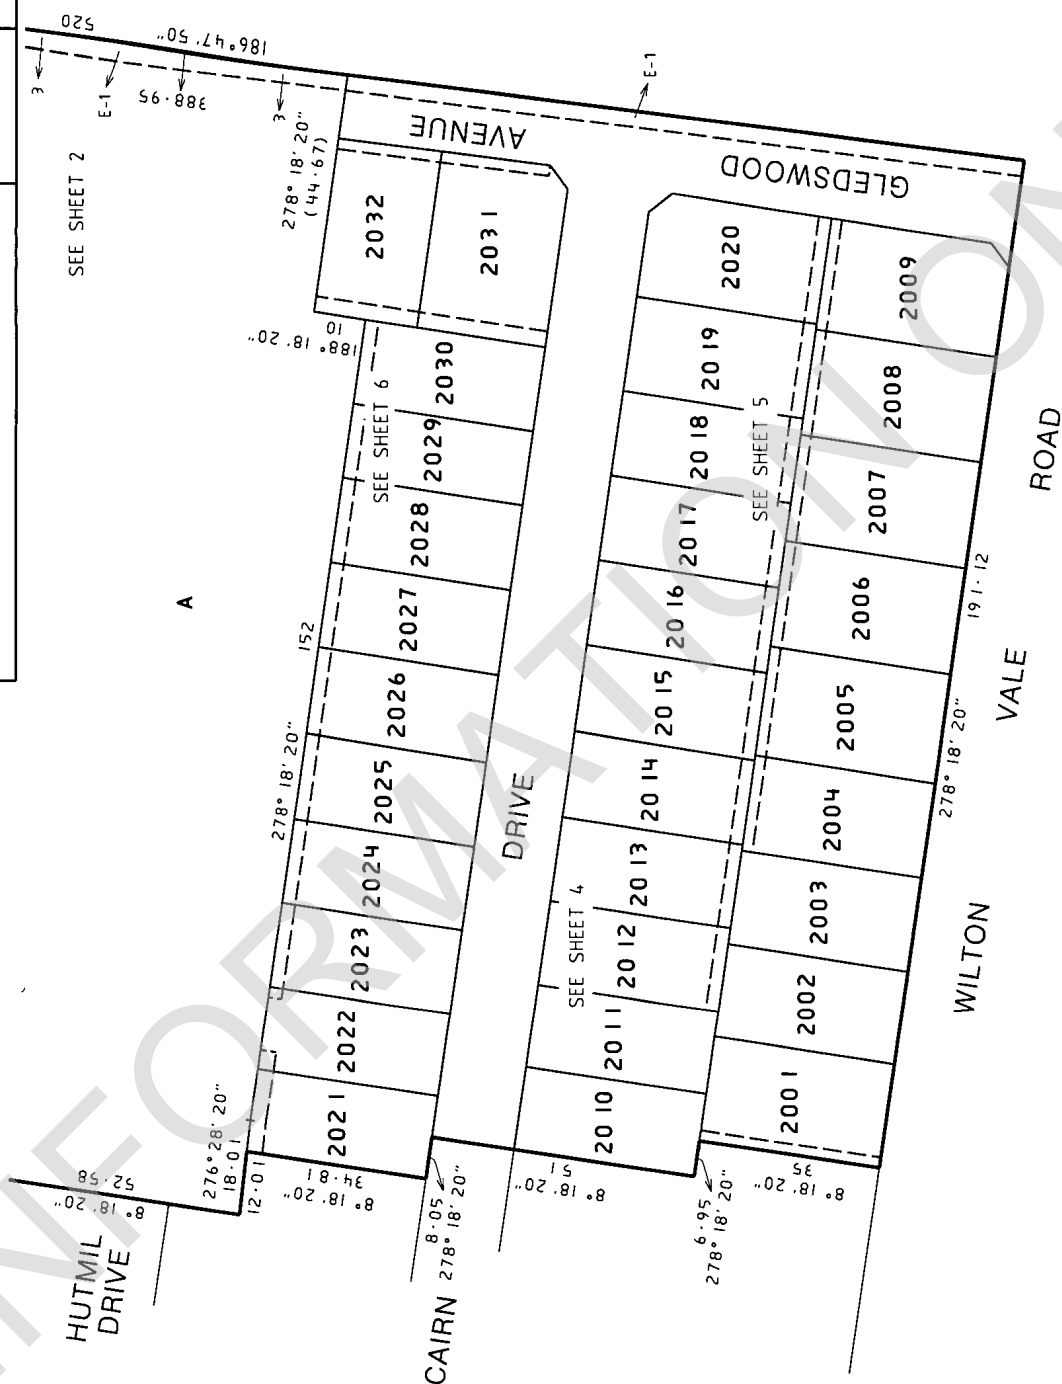 520
186° 47' 50"
3
E-1
388·95
3
SEE SHEET 2
278° 18' 20"
(44·67)
E-1
AVENUE
GLEDSWOOD
2032
2031
10
188° 18' 20"
2030
2029
2028
2027
2026
2025
2024
2023
2022
2021
SEE SHEET 6
A
152
278° 18' 20"
2020
2019
2018
2017
2016
2015
2014
2013
2012
2011
2010
SEE SHEET 5
SEE SHEET 4
2009
2008
2007
2006
2005
2004
2003
2002
2001
DRIVE
CAIRN
HUTMIL
DRIVE
52·58
8° 18' 20"
276° 28' 20"
18·01
12·01
34·81
8° 18' 20"
8·05
278° 18' 20"
51
8° 18' 20"
6·95
278° 18' 20"
35
8° 18' 20"
278° 18' 20"
191·12
WILTON
VALE
ROAD
INFORMATION ON